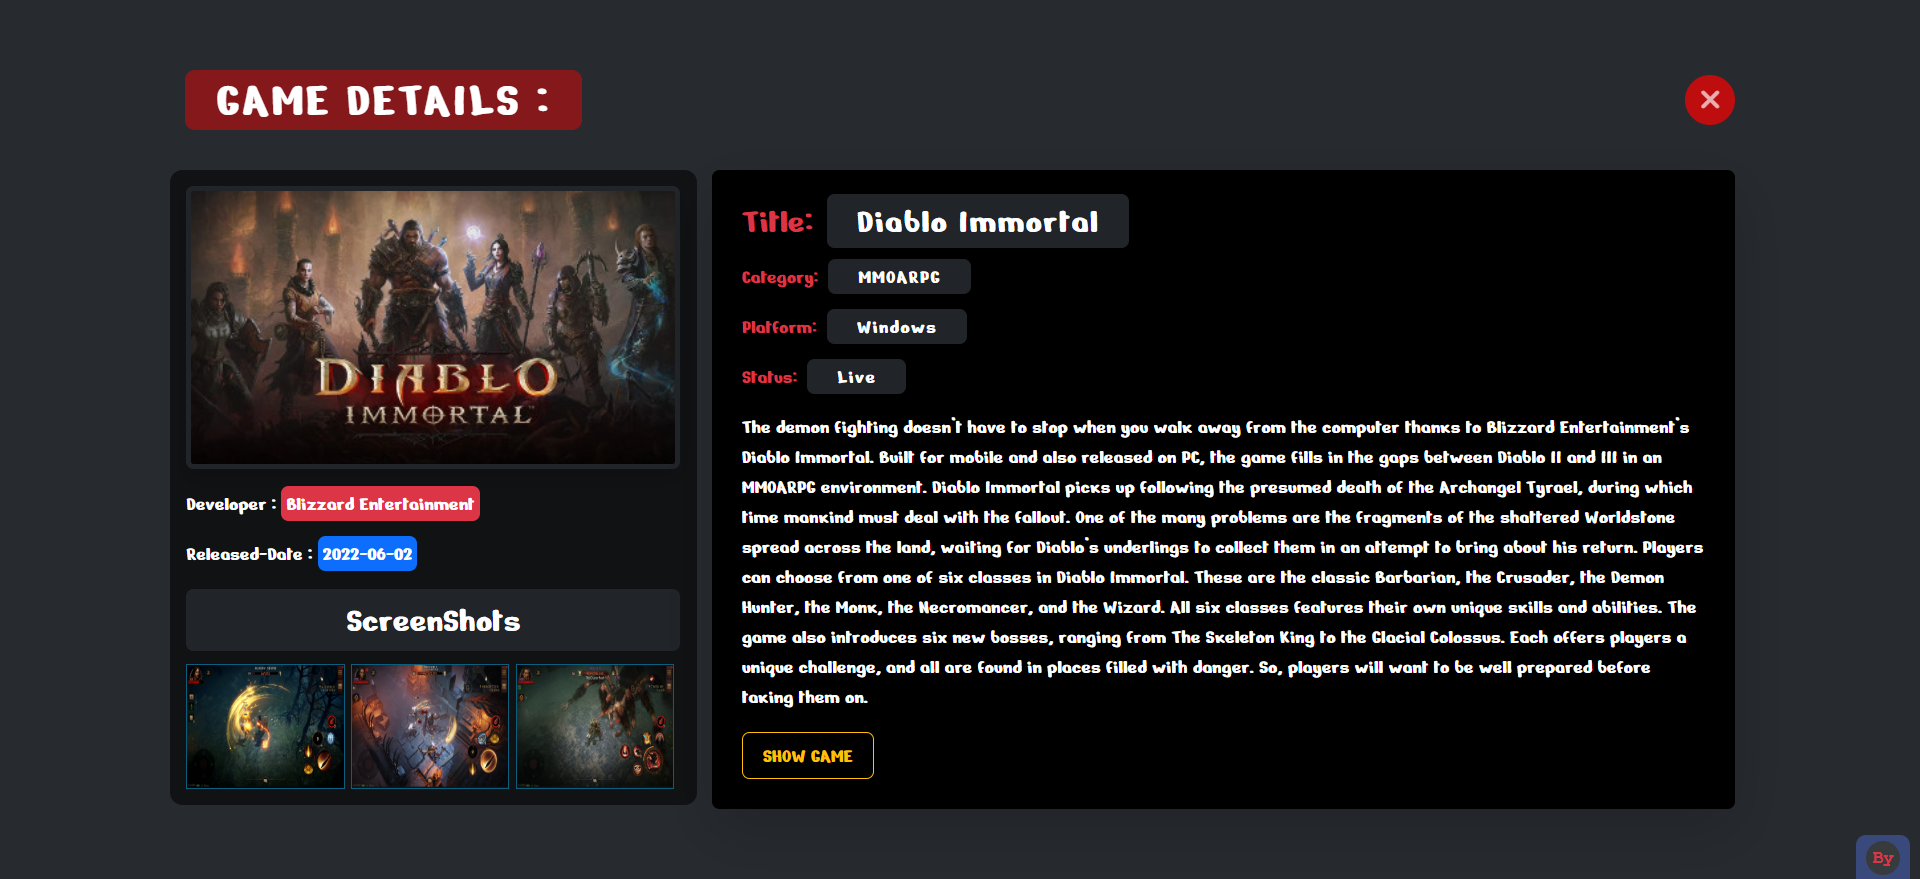 GAME DETAILS :
DIABLO
IMMORTAL
Developer : Blizzard Entertainment
Released-Date : 2022-06-02
ScreenShots
Title: Diablo Immortal
Category: MMOARPG
Platform: Windows
Status: Live
The demon fighting doesn't have to stop when you walk away from the computer thanks to Blizzard Entertainment's
Diablo Immortal. Built for mobile and also released on PC, the game fills in the gaps between Diablo II and III in an
MMOARPG environment. Diablo Immortal picks up following the presumed death of the Archangel Tyrael, during which
time mankind must deal with the fallout. One of the many problems are the fragments of the shattered Worldstone
spread across the land, waiting for Diablo's underlings to collect them in an attempt to bring about his return. Players
can choose from one of six classes in Diablo Immortal. These are the classic Barbarian, the Crusader, the Demon
Hunter, the Monk, the Necromancer, and the Wizard. All six classes features their own unique skills and abilities. The
game also introduces six new bosses, ranging from The Skeleton King to the Glacial Colossus. Each offers players a
unique challenge, and all are found in places filled with danger. So, players will want to be well prepared before
taking them on.
SHOW GAME
By